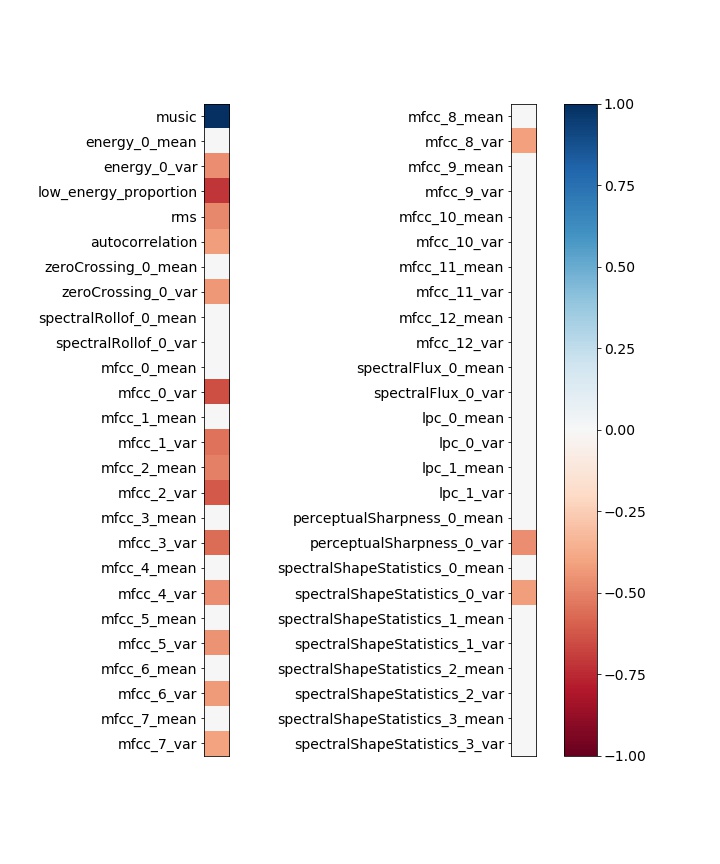 music
energy_0_mean
energy_0_var
low_energy_proportion
rms
autocorrelation
zeroCrossing_0_mean
zeroCrossing_0_var
spectralRollof_0_mean
spectralRollof_0_var
mfcc_0_mean
mfcc_0_var
mfcc_1_mean
mfcc_1_var
mfcc_2_mean
mfcc_2_var
mfcc_3_mean
mfcc_3_var
mfcc_4_mean
mfcc_4_var
mfcc_5_mean
mfcc_5_var
mfcc_6_mean
mfcc_6_var
mfcc_7_mean
mfcc_7_var
mfcc_8_mean
mfcc_8_var
mfcc_9_mean
mfcc_9_var
mfcc_10_mean
mfcc_10_var
mfcc_11_mean
mfcc_11_var
mfcc_12_mean
mfcc_12_var
spectralFlux_0_mean
spectralFlux_0_var
lpc_0_mean
lpc_0_var
lpc_1_mean
lpc_1_var
perceptualSharpness_0_mean
perceptualSharpness_0_var
spectralShapeStatistics_0_mean
spectralShapeStatistics_0_var
spectralShapeStatistics_1_mean
spectralShapeStatistics_1_var
spectralShapeStatistics_2_mean
spectralShapeStatistics_2_var
spectralShapeStatistics_3_mean
spectralShapeStatistics_3_var
1.00
0.75
0.50
0.25
0.00
−0.25
−0.50
−0.75
−1.00